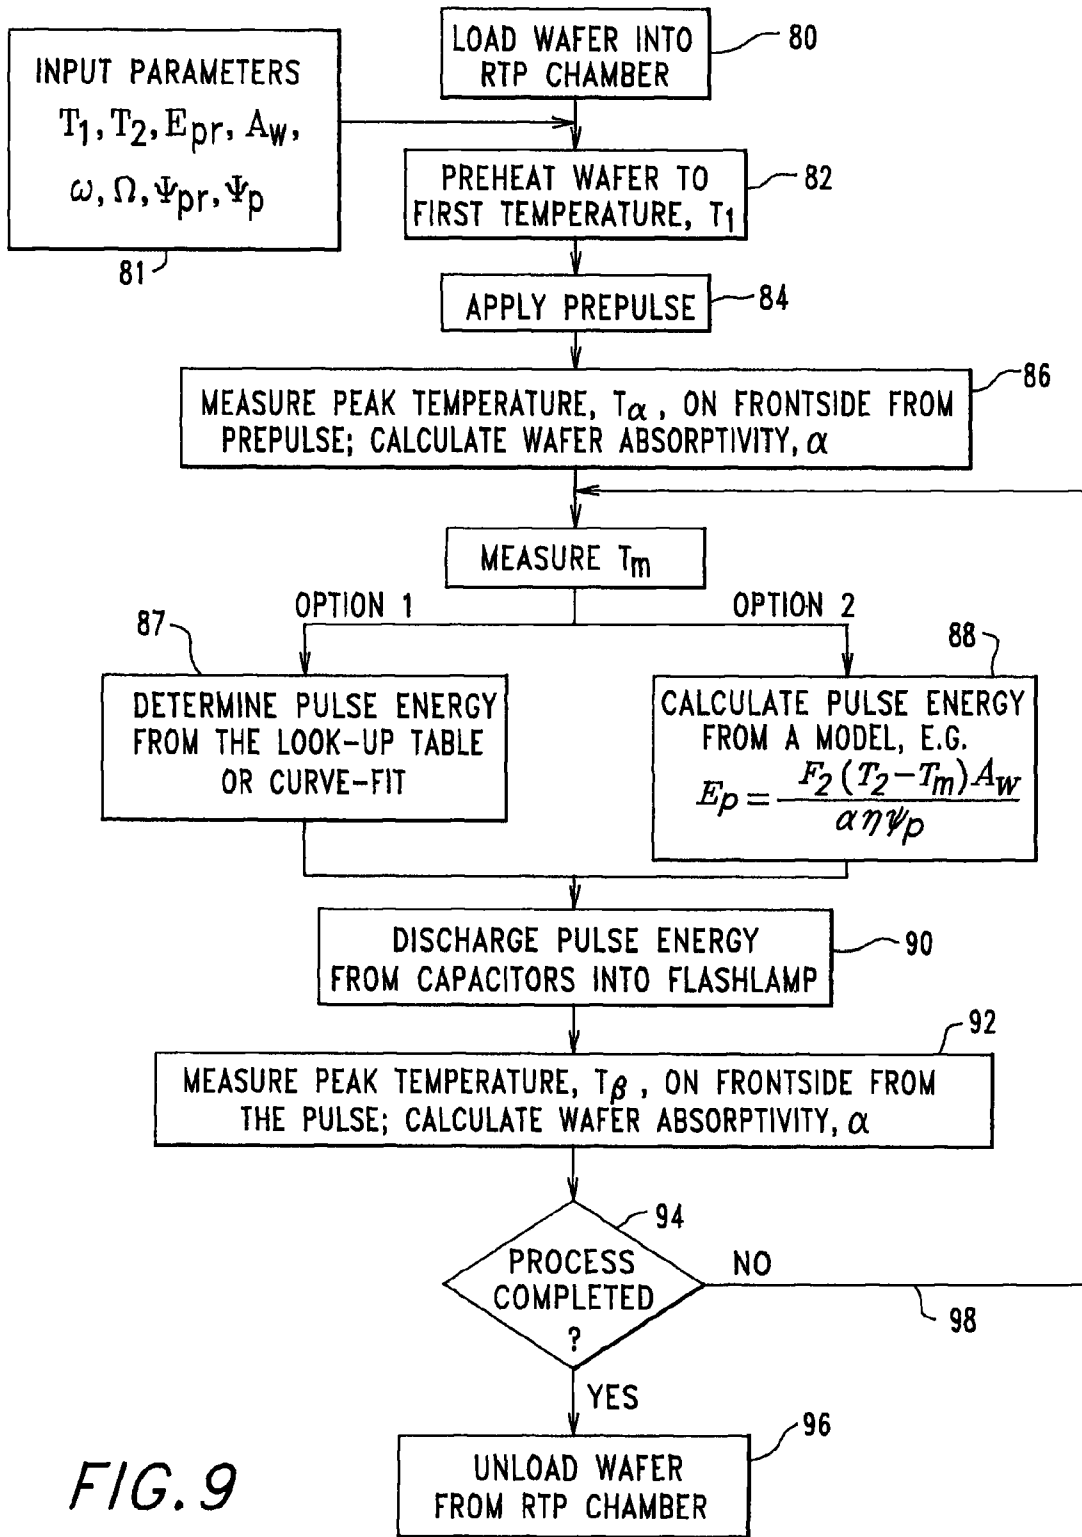 LOAD WAFER INTO
RTP CHAMBER
80
INPUT PARAMETERS
T1, T2, Epr, Aw,
ω, Ω, Ψpr, Ψp
81
PREHEAT WAFER TO
FIRST TEMPERATURE, T1
82
APPLY PREPULSE
84
MEASURE PEAK TEMPERATURE, Tα , ON FRONTSIDE FROM
PREPULSE; CALCULATE WAFER ABSORPTIVITY, α
86
MEASURE Tm
OPTION 1
OPTION 2
87
DETERMINE PULSE ENERGY
FROM THE LOOK-UP TABLE
OR CURVE-FIT
88
CALCULATE PULSE ENERGY
FROM A MODEL, E.G.
Ep = F2 (T2-Tm) Aw / α η ψp
DISCHARGE PULSE ENERGY
FROM CAPACITORS INTO FLASHLAMP
90
MEASURE PEAK TEMPERATURE, Tβ , ON FRONTSIDE FROM
THE PULSE; CALCULATE WAFER ABSORPTIVITY, α
92
PROCESS
COMPLETED
?
94
NO
98
YES
UNLOAD WAFER
FROM RTP CHAMBER
96
FIG. 9